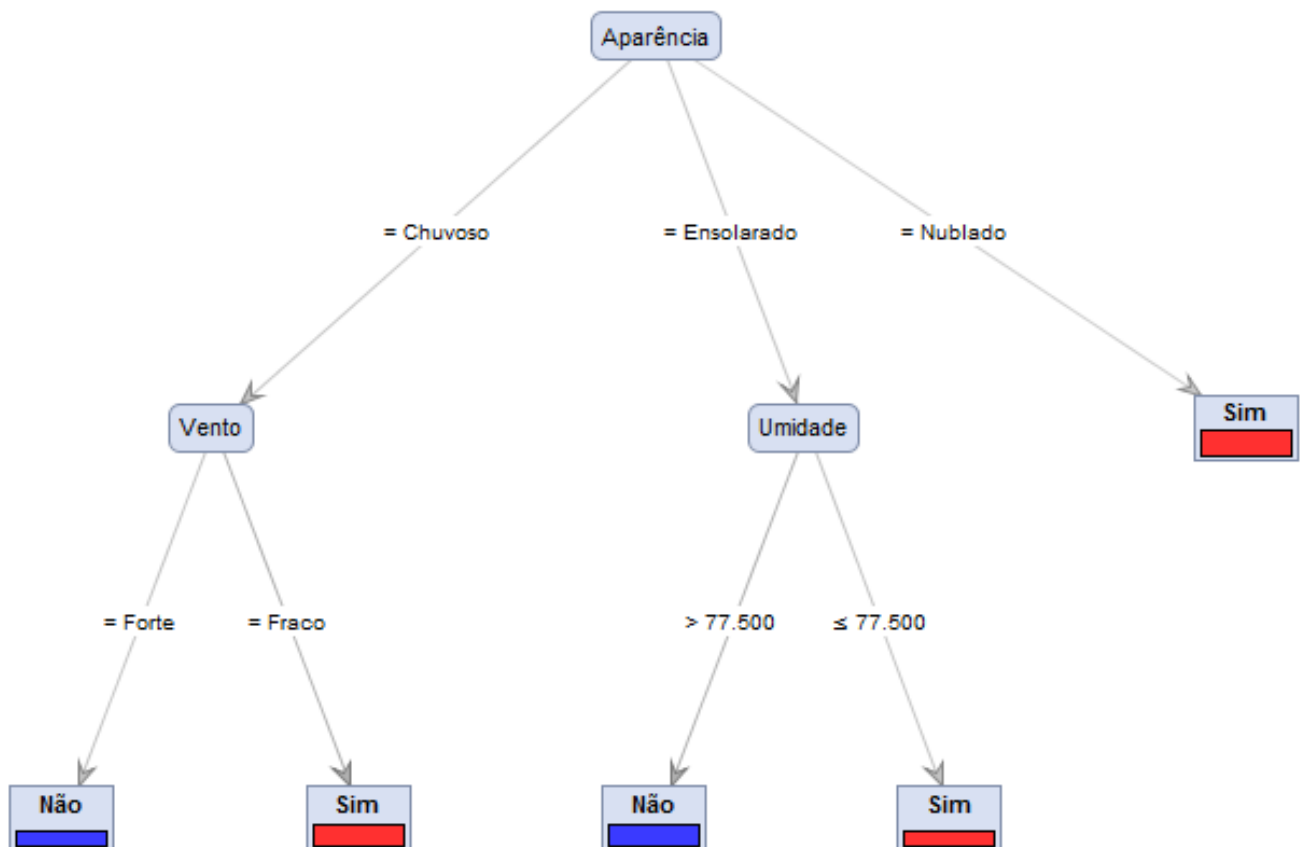 Aparência
= Chuvoso
= Ensolarado
= Nublado
Vento
Umidade
Sim
= Forte
= Fraco
> 77.500
≤ 77.500
Não
Sim
Não
Sim